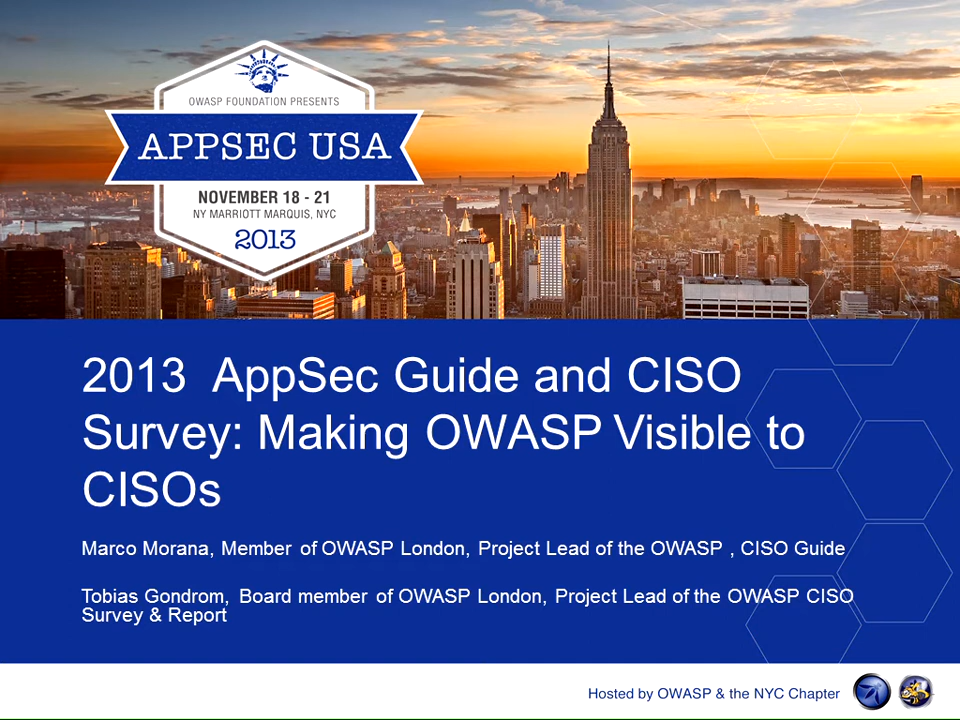 OWASP FOUNDATION PRESENTS
APPSEC USA
NOVEMBER 18 - 21
NY MARRIOTT MARQUIS, NYC
2013
2013  AppSec Guide and CISO
Survey: Making OWASP Visible to
CISOs
Marco Morana, Member of OWASP London, Project Lead of the OWASP , CISO Guide
Tobias Gondrom, Board member of OWASP London, Project Lead of the OWASP CISO
Survey & Report
Hosted by OWASP & the NYC Chapter